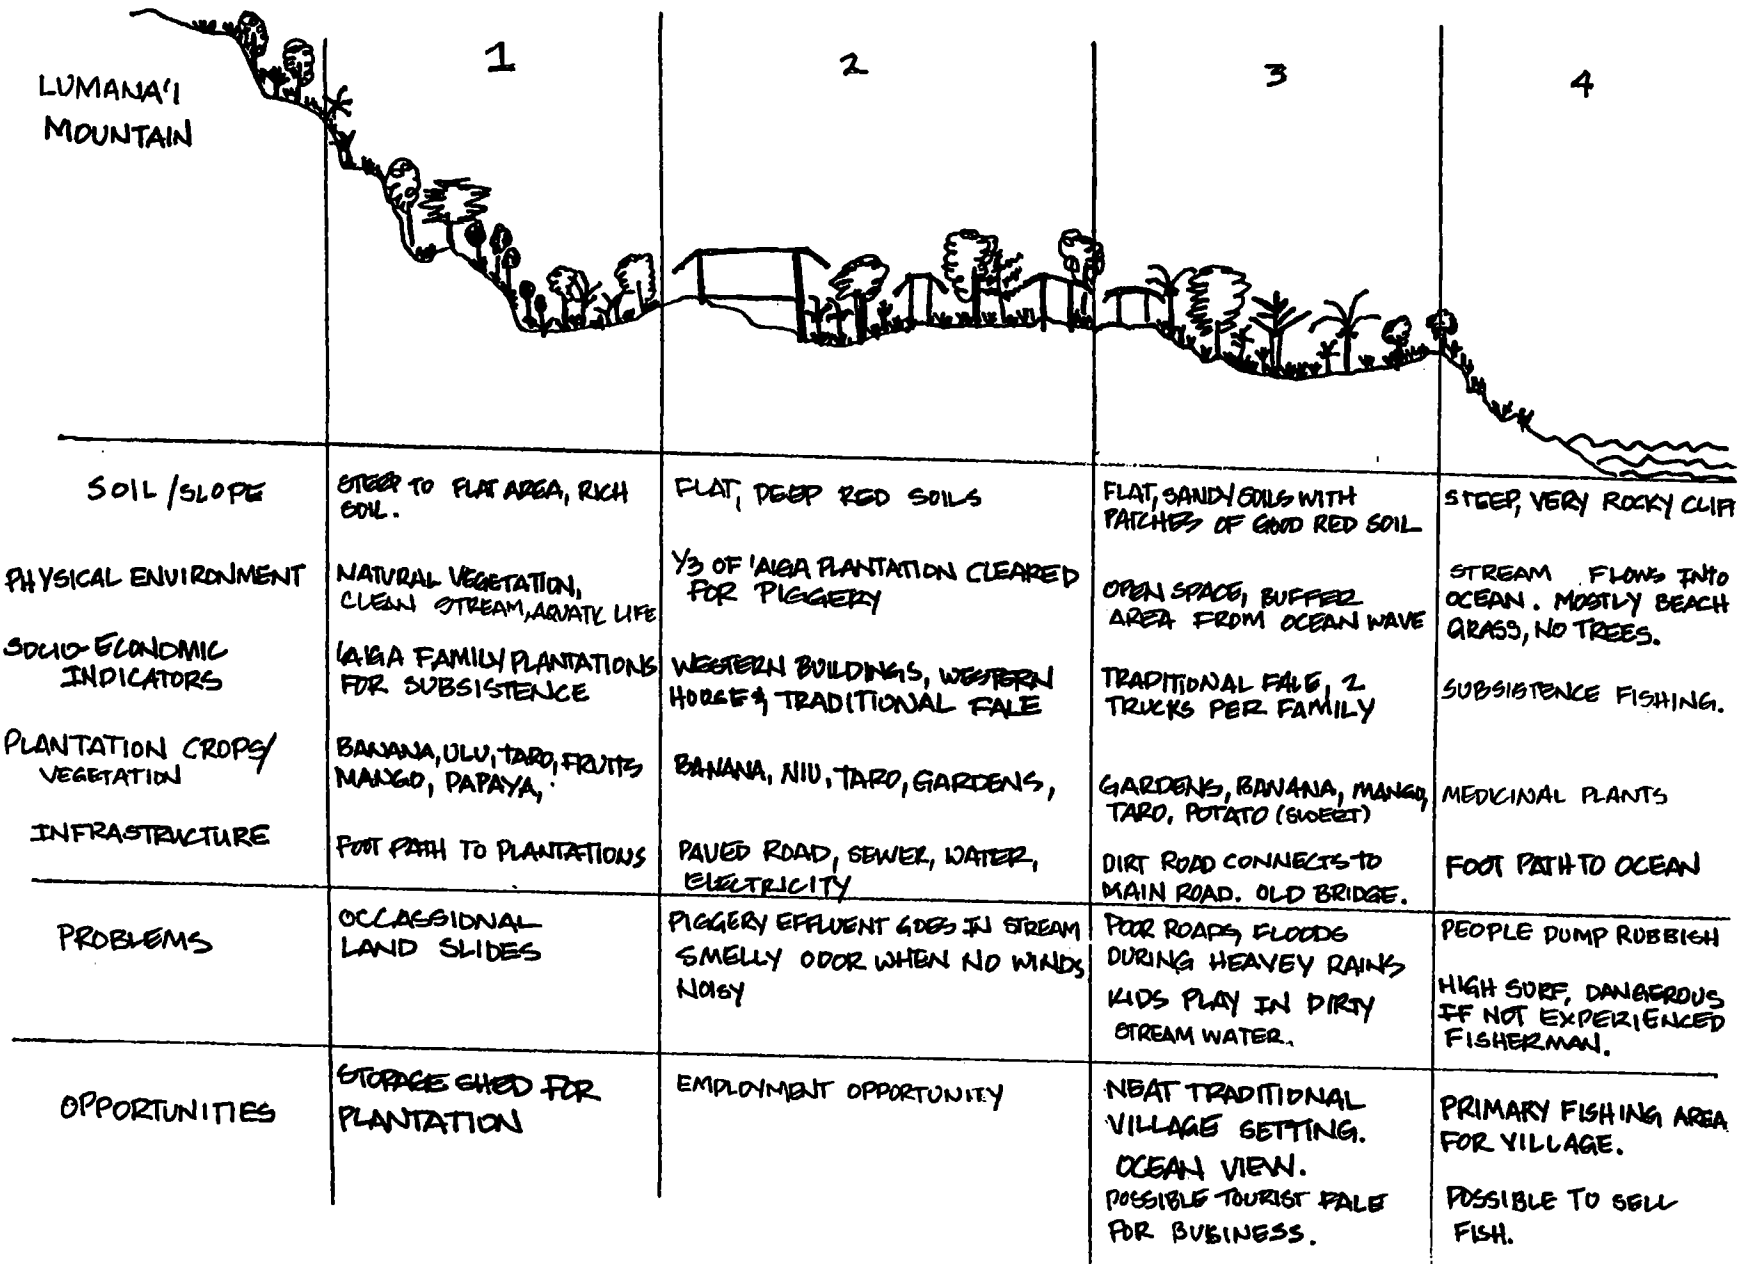 LUMANA'I
MOUNTAIN
1
2
3
4
SOIL/SLOPE
STEEP TO FLAT AREA, RICH
SOIL.
FLAT, DEEP RED SOILS
FLAT, SANDY SOILS WITH
PATCHES OF GOOD RED SOIL
STEEP, VERY ROCKY CLIFF
PHYSICAL ENVIRONMENT
NATURAL VEGETATION,
CLEAN STREAM, AQUATIC LIFE
1/3 OF 'AIGA PLANTATION CLEARED
FOR PIGGERY
OPEN SPACE, BUFFER
AREA FROM OCEAN WAVE
STREAM FLOWS INTO
OCEAN. MOSTLY BEACH
GRASS, NO TREES.
SOCIO-ECONOMIC
INDICATORS
'AIGA FAMILY PLANTATIONS
FOR SUBSISTENCE
WESTERN BUILDINGS, WESTERN
HORSE & TRADITIONAL FALE
TRADITIONAL FALE, 2
TRUCKS PER FAMILY
SUBSISTENCE FISHING.
PLANTATION CROPS/
VEGETATION
BANANA, ULU, TARO, FRUITS
MANGO, PAPAYA,
BANANA, NIU, TARO, GARDENS,
GARDENS, BANANA, MANGO,
TARO, POTATO (SWEET)
MEDICINAL PLANTS
INFRASTRUCTURE
FOOT PATH TO PLANTATIONS
PAVED ROAD, SEWER, WATER,
ELECTRICITY
DIRT ROAD CONNECTS TO
MAIN ROAD. OLD BRIDGE.
FOOT PATH TO OCEAN
PROBLEMS
OCCASSIONAL
LAND SLIDES
PIGGERY EFFLUENT GOES IN STREAM
SMELLY ODOR WHEN NO WINDS,
NOISY
POOR ROADS, FLOODS
DURING HEAVEY RAINS
KIDS PLAY IN DIRTY
STREAM WATER.
PEOPLE DUMP RUBBISH
HIGH SURF, DANGEROUS
IF NOT EXPERIENCED
FISHERMAN.
OPPORTUNITIES
STORAGE SHED FOR
PLANTATION
EMPLOYMENT OPPORTUNITY
NEAT TRADITIONAL
VILLAGE SETTING.
OCEAN VIEW.
POSSIBLE TOURIST FALE
FOR BUSINESS.
PRIMARY FISHING AREA
FOR VILLAGE.
POSSIBLE TO SELL
FISH.